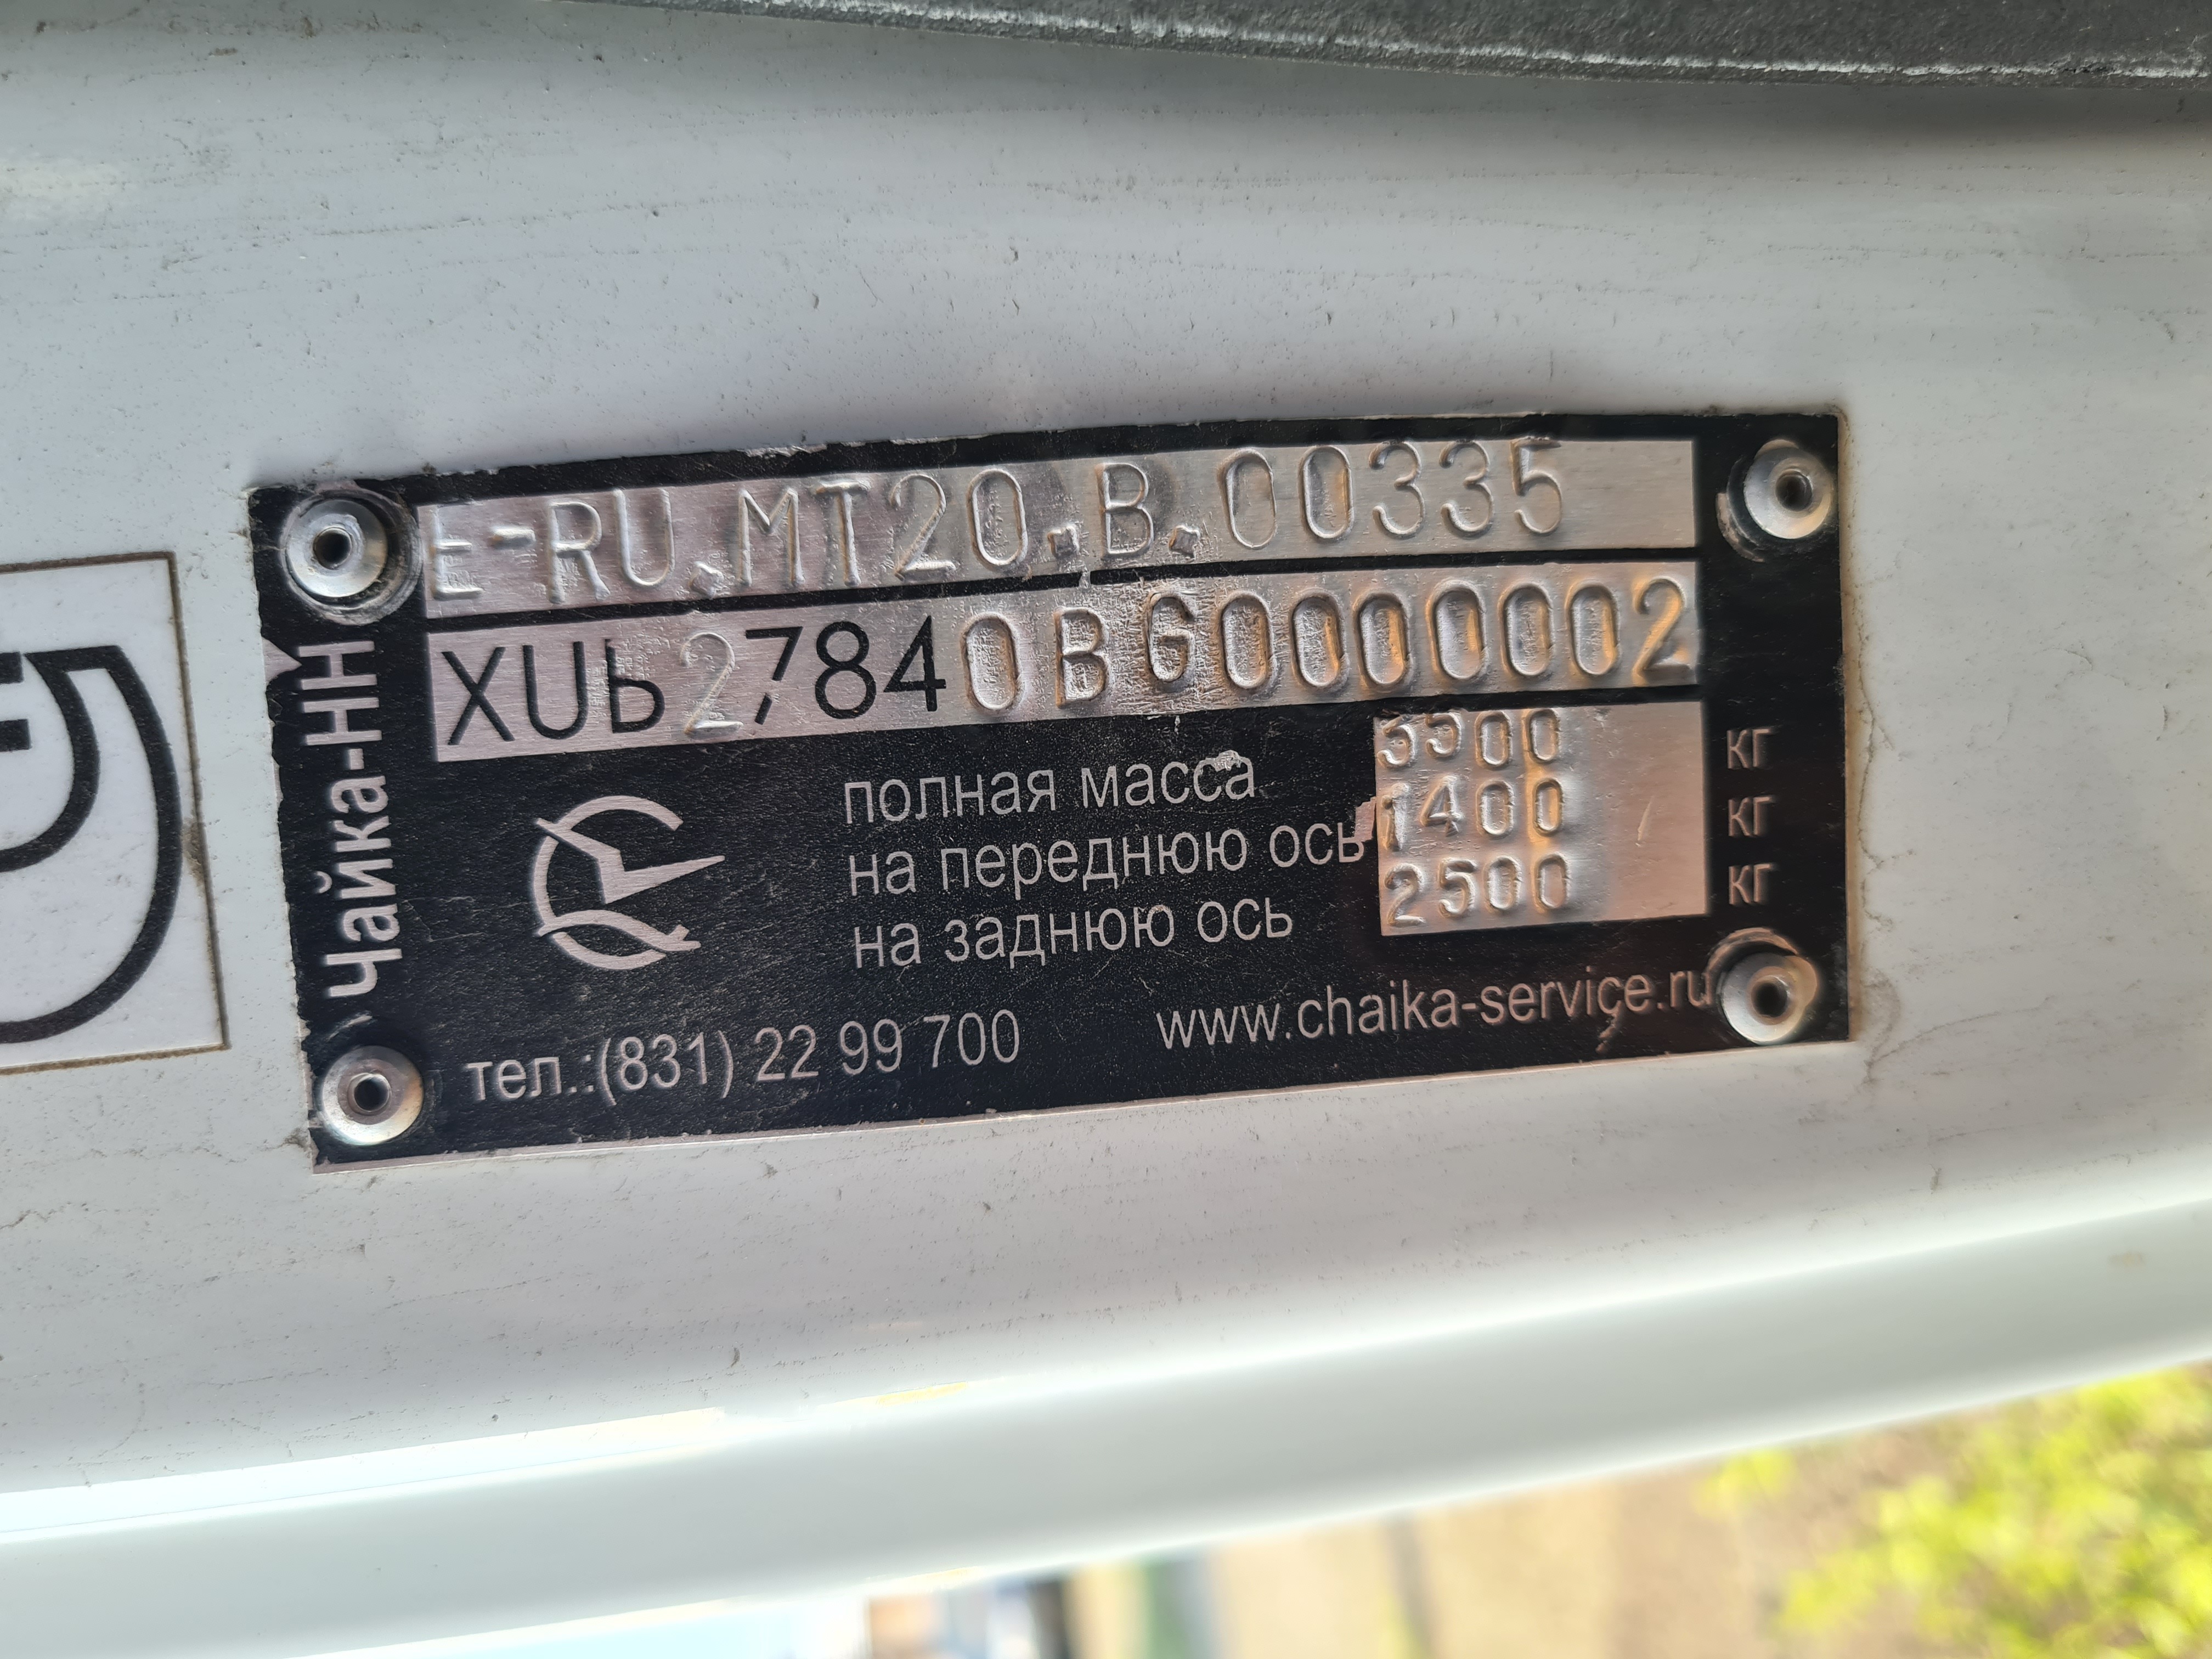 E-RU.MT20.B.00335
XUb27840BG0000002
Чайка-НН
полная масса 3500 кг
на переднюю ось 1400 кг
на заднюю ось 2500 кг
тел.:(831) 22 99 700 www.chaika-service.ru